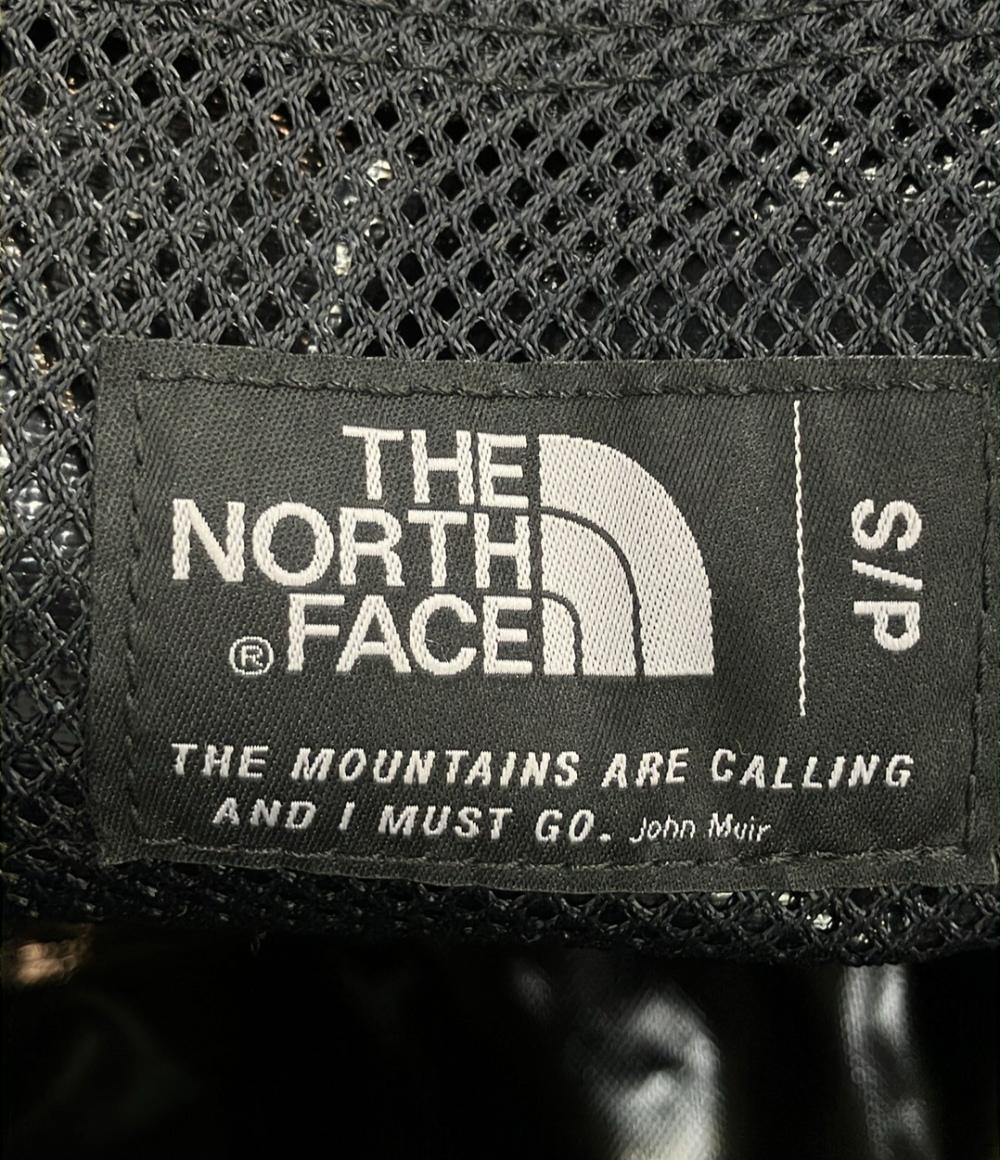 THE
NORTH
® FACE
S/P
THE MOUNTAINS ARE CALLING
AND I MUST GO. John Muir